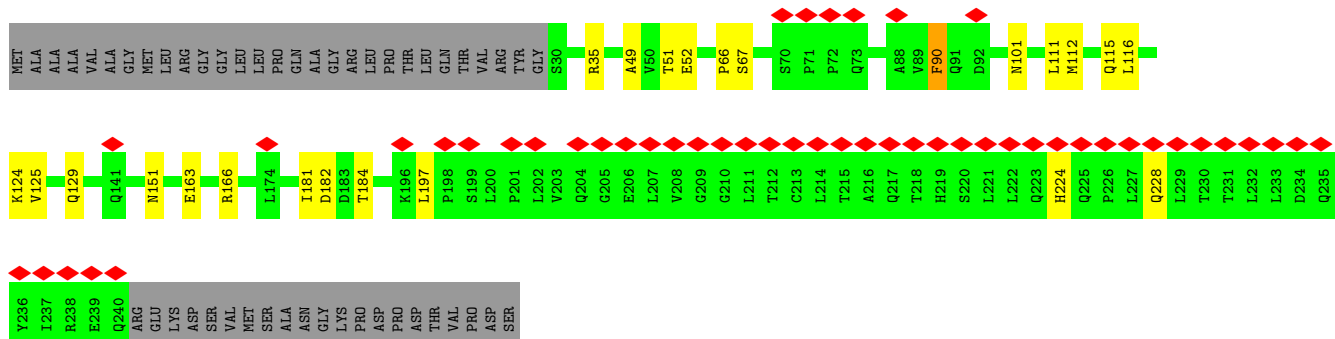 MET ALA ALA ALA VAL ALA GLY MET LEU ARG GLY GLY LEU LEU PRO GLN ALA GLY ARG LEU PRO THR LEU GLN THR VAL ARG TYR GLY S30 R35 A49 V50 T51 E52 P66 S67 S70 P71 P72 Q73 A88 V89 F90 Q91 D92 N101 L111 M112 Q115 L116
K124 V125 Q129 Q141 N151 E163 R166 L174 I181 D182 D183 T184 K196 L197 P198 S199 L200 P201 L202 V203 Q204 G205 E206 L207 V208 G209 G210 L211 T212 C213 L214 T215 A216 Q217 T218 H219 S220 L221 L222 Q223 H224 Q225 P226 L227 Q228 L229 T230 T231 L232 L233 D234 Q235
Y236 I237 R238 E239 Q240 ARG GLU LYS ASP SER VAL MET SER ALA ASN GLY LYS PRO ASP PRO ASP THR VAL PRO ASP SER